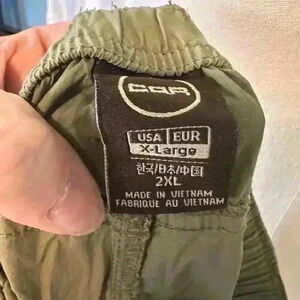 CQR
USA EUR
X-Large
한국/日本/中国
2XL
MADE IN VIETNAM
FABRIQUE AU VIETNAM